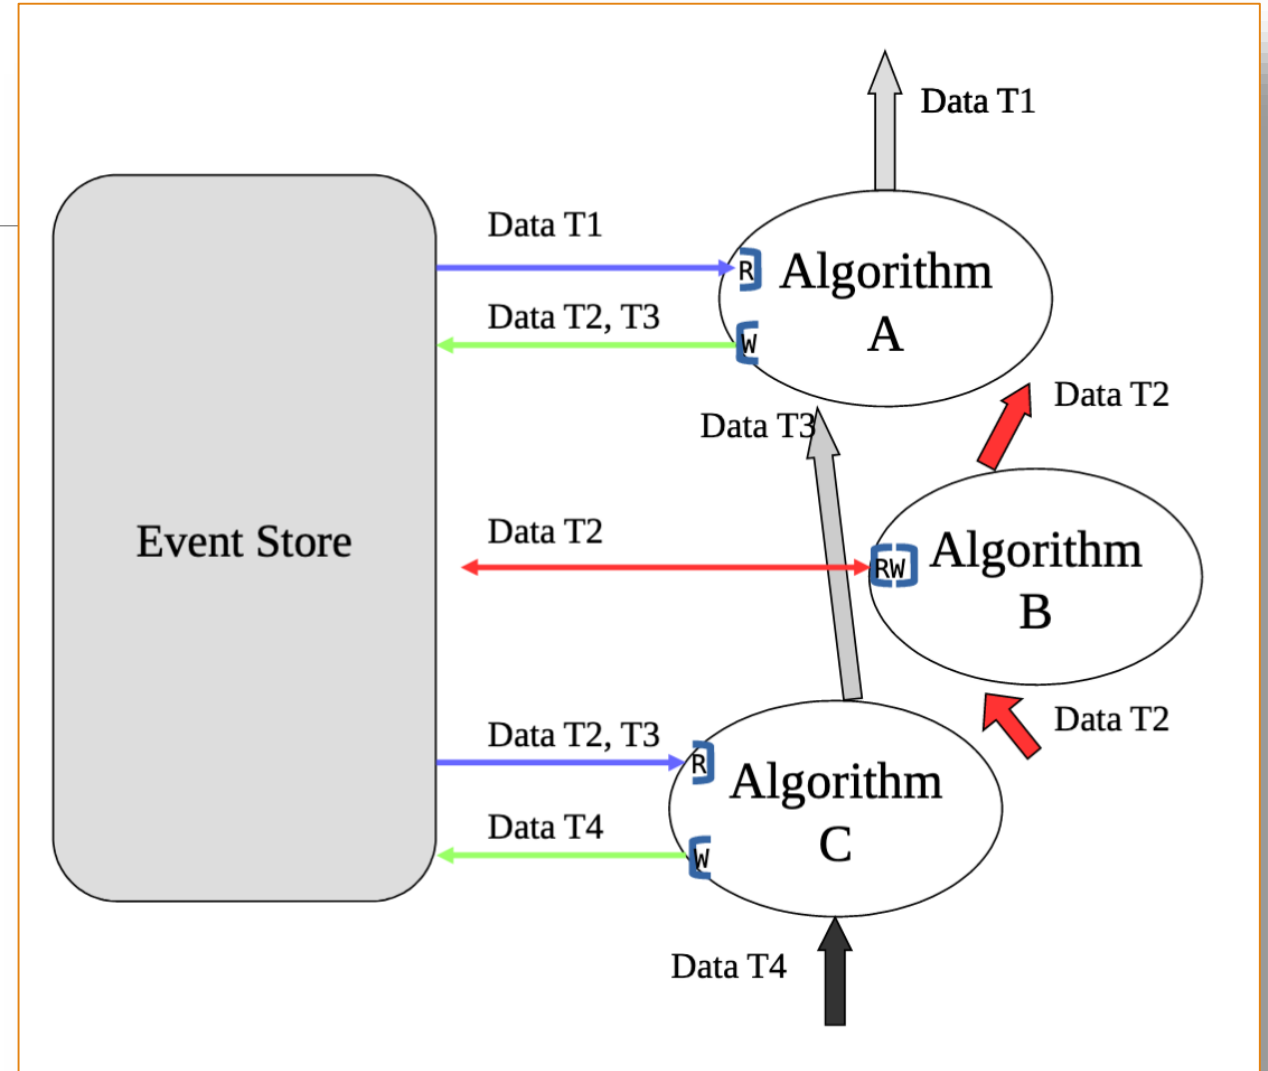 Data T1
Data T1
R
Algorithm
A
Data T2, T3
W
Data T2
Data T3
Event Store
Data T2
RW
Algorithm
B
Data T2
Data T2, T3
R
Algorithm
C
Data T4
W
Data T4